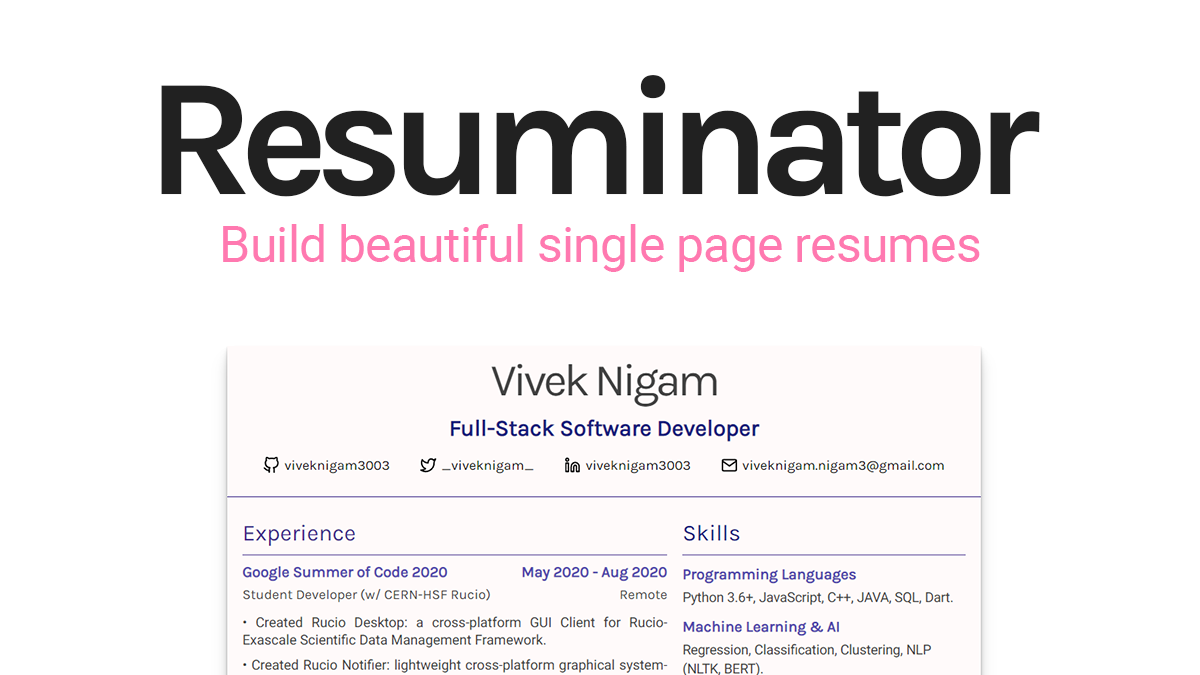 Resuminator
Build beautiful single page resumes
Vivek Nigam
Full-Stack Software Developer
viveknigam3003 _viveknigam_ viveknigam3003 viveknigam.nigam3@gmail.com
Experience
Google Summer of Code 2020 May 2020 - Aug 2020
Student Developer (w/ CERN-HSF Rucio) Remote
• Created Rucio Desktop: a cross-platform GUI Client for Rucio-
Exascale Scientific Data Management Framework.
• Created Rucio Notifier: lightweight cross-platform graphical system-
Skills
Programming Languages
Python 3.6+, JavaScript, C++, JAVA, SQL, Dart.
Machine Learning & AI
Regression, Classification, Clustering, NLP
(NLTK, BERT).